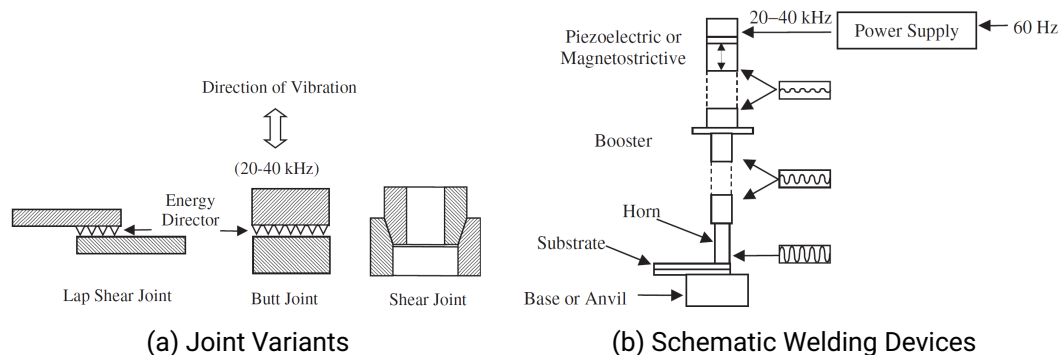 Direction of Vibration
(20-40 kHz)
Energy
Director
Lap Shear Joint
Butt Joint
Shear Joint
(a) Joint Variants
20–40 kHz
Power Supply
60 Hz
Piezoelectric or
Magnetostrictive
Booster
Horn
Substrate
Base or Anvil
(b) Schematic Welding Devices